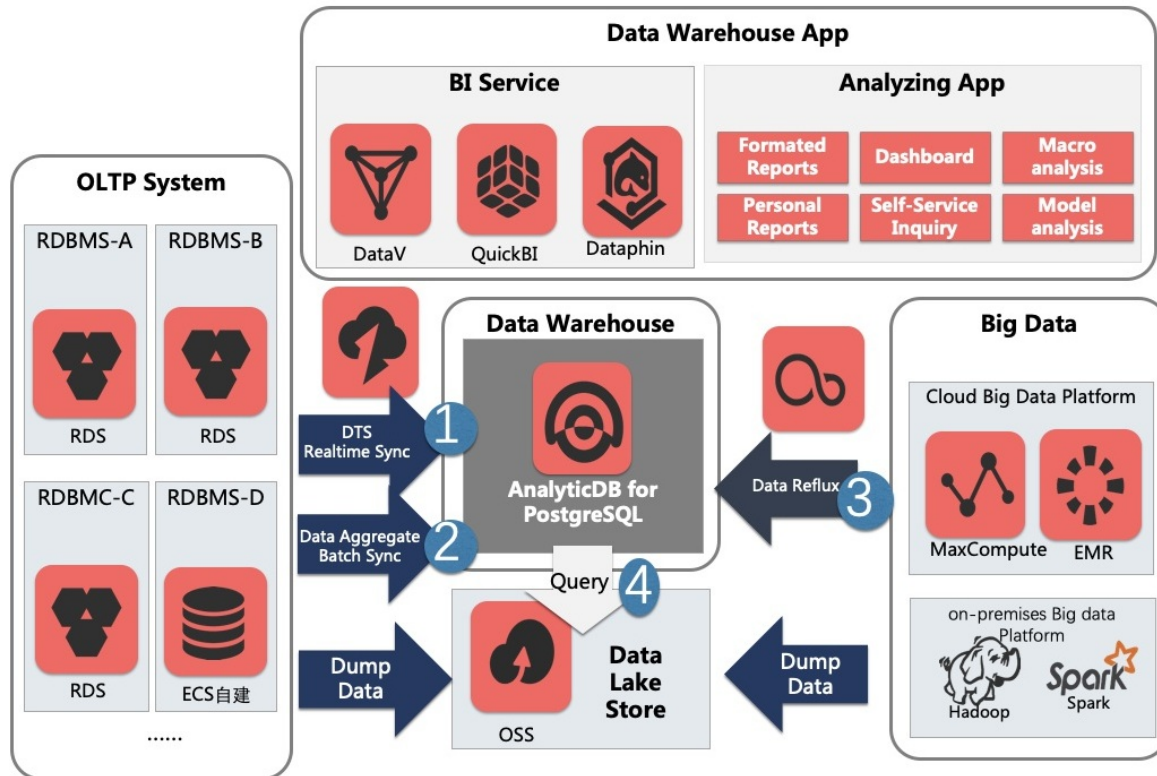 Data Warehouse App
BI Service
DataV
QuickBI
Dataphin
Analyzing App
Formated
Reports
Dashboard
Macro
analysis
Personal
Reports
Self-Service
Inquiry
Model
analysis
OLTP System
RDBMS-A
RDS
RDBMS-B
RDS
RDBMC-C
RDS
RDBMS-D
ECS自建
......
DTS
Realtime Sync
1
Data Aggregate
Batch Sync
2
Dump
Data
Data Warehouse
AnalyticDB for
PostgreSQL
Query
4
OSS
Data
Lake
Store
Data Reflux
3
Dump
Data
Big Data
Cloud Big Data Platform
MaxCompute
EMR
on-premises Big data
Platform
Hadoop
Spark
Spark